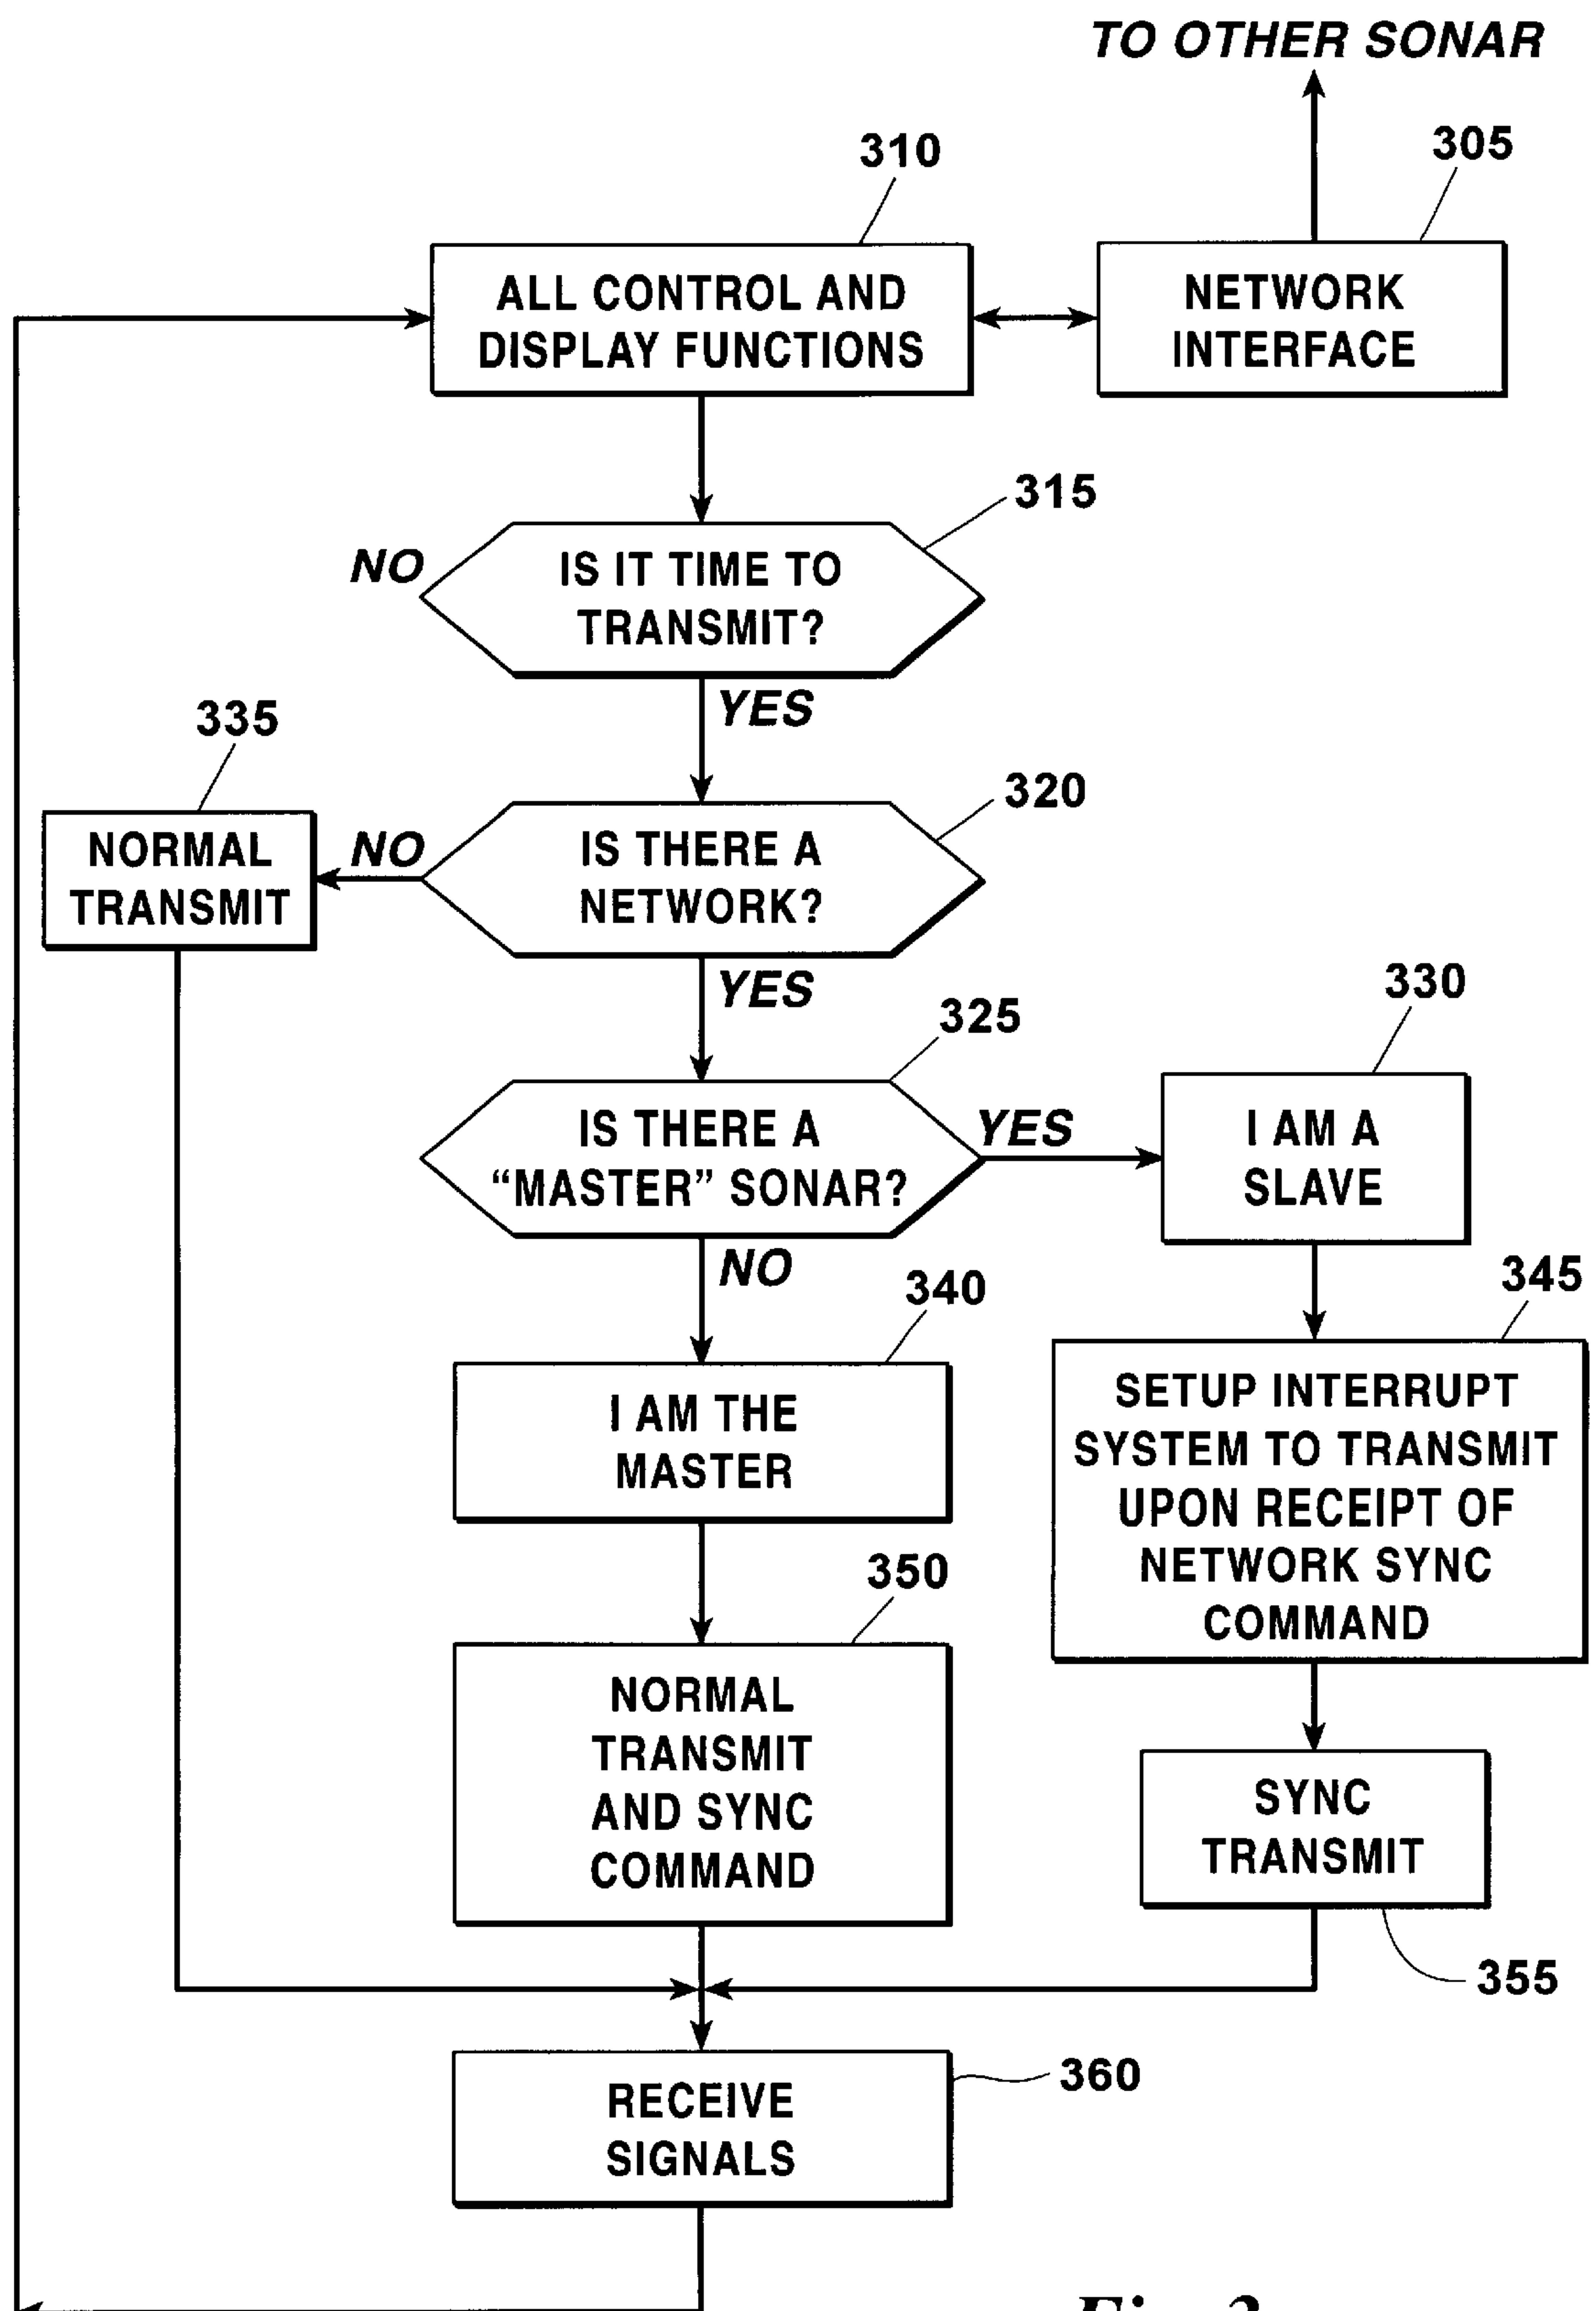 TO OTHER SONAR
310
305
ALL CONTROL AND
DISPLAY FUNCTIONS
NETWORK
INTERFACE
315
NO
IS IT TIME TO
TRANSMIT?
YES
335
320
NORMAL
TRANSMIT
NO
IS THERE A
NETWORK?
YES
330
325
IS THERE A
“MASTER” SONAR?
YES
I AM A
SLAVE
NO
340
345
I AM THE
MASTER
SETUP INTERRUPT
SYSTEM TO TRANSMIT
UPON RECEIPT OF
NETWORK SYNC
COMMAND
350
NORMAL
TRANSMIT
AND SYNC
COMMAND
SYNC
TRANSMIT
355
360
RECEIVE
SIGNALS